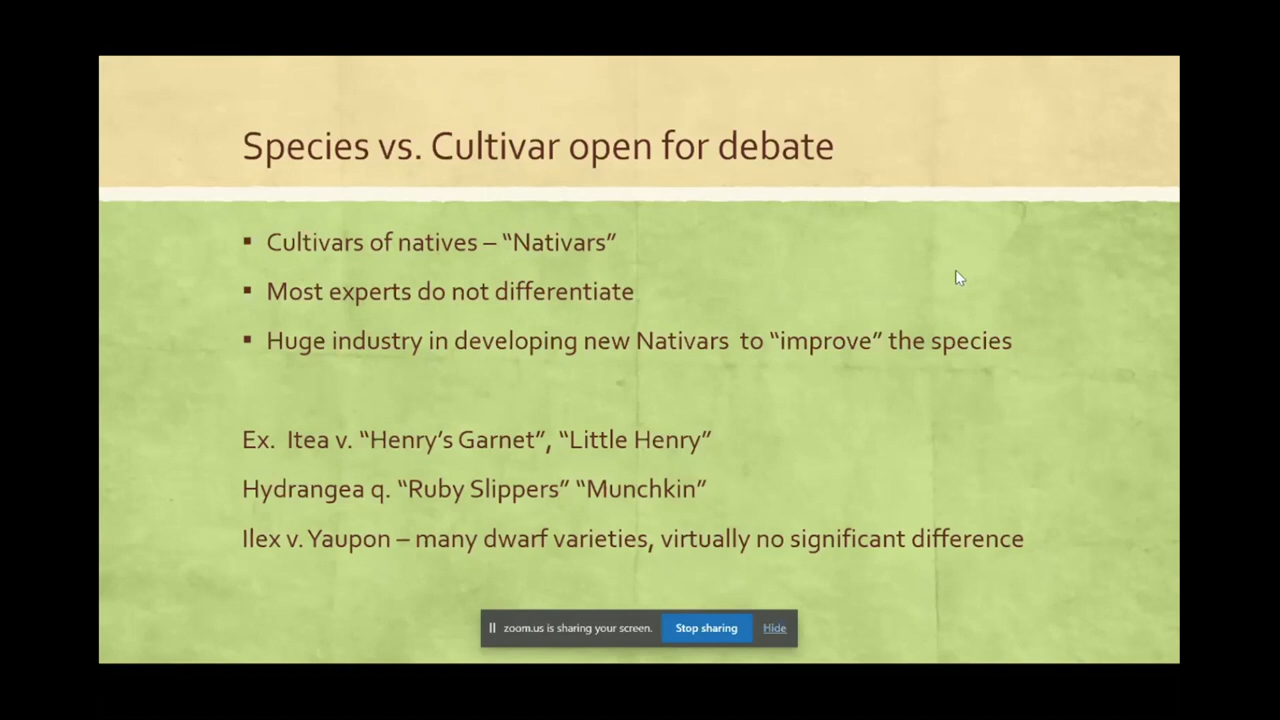 Species vs. Cultivar open for debate
▪ Cultivars of natives – “Nativars”
▪ Most experts do not differentiate
▪ Huge industry in developing new Nativars  to “improve” the species
Ex.  Itea v. “Henry’s Garnet”, “Little Henry”
Hydrangea q. “Ruby Slippers” “Munchkin”
Ilex v. Yaupon – many dwarf varieties, virtually no significant difference
zoom.us is sharing your screen. Stop sharing Hide